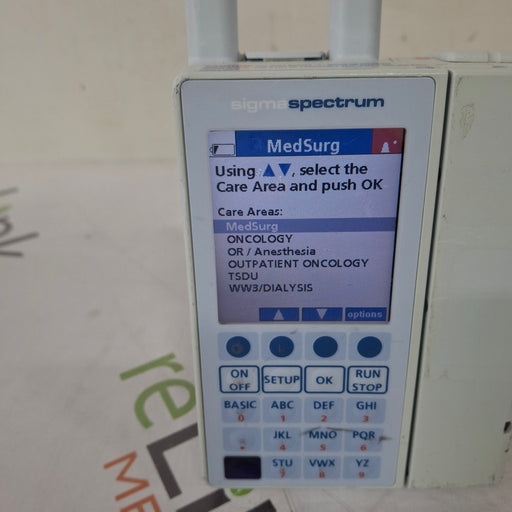 sigmaspectrum
MedSurg
Using ▲▼, select the
Care Area and push OK
Care Areas:
MedSurg
ONCOLOGY
OR / Anesthesia
OUTPATIENT ONCOLOGY
TSDU
WW3/DIALYSIS
▲ ▼ options
ON OFF SETUP OK RUN STOP
BASIC ABC DEF GHI
0 1 2 3
JKL MNO PQR
. 4 5 6
STU VWX YZ
7 8 9
reLi
ME